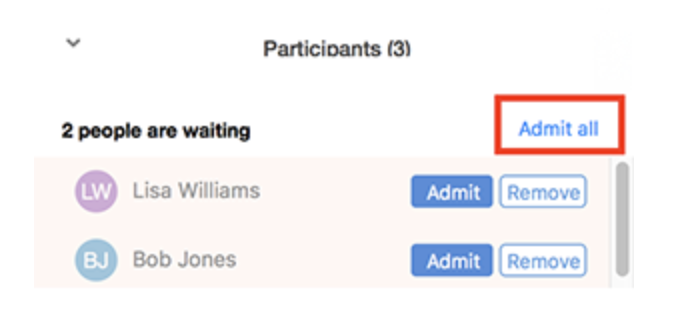 Participants (3)
2 people are waiting
Admit all
LW Lisa Williams Admit Remove
BJ Bob Jones Admit Remove